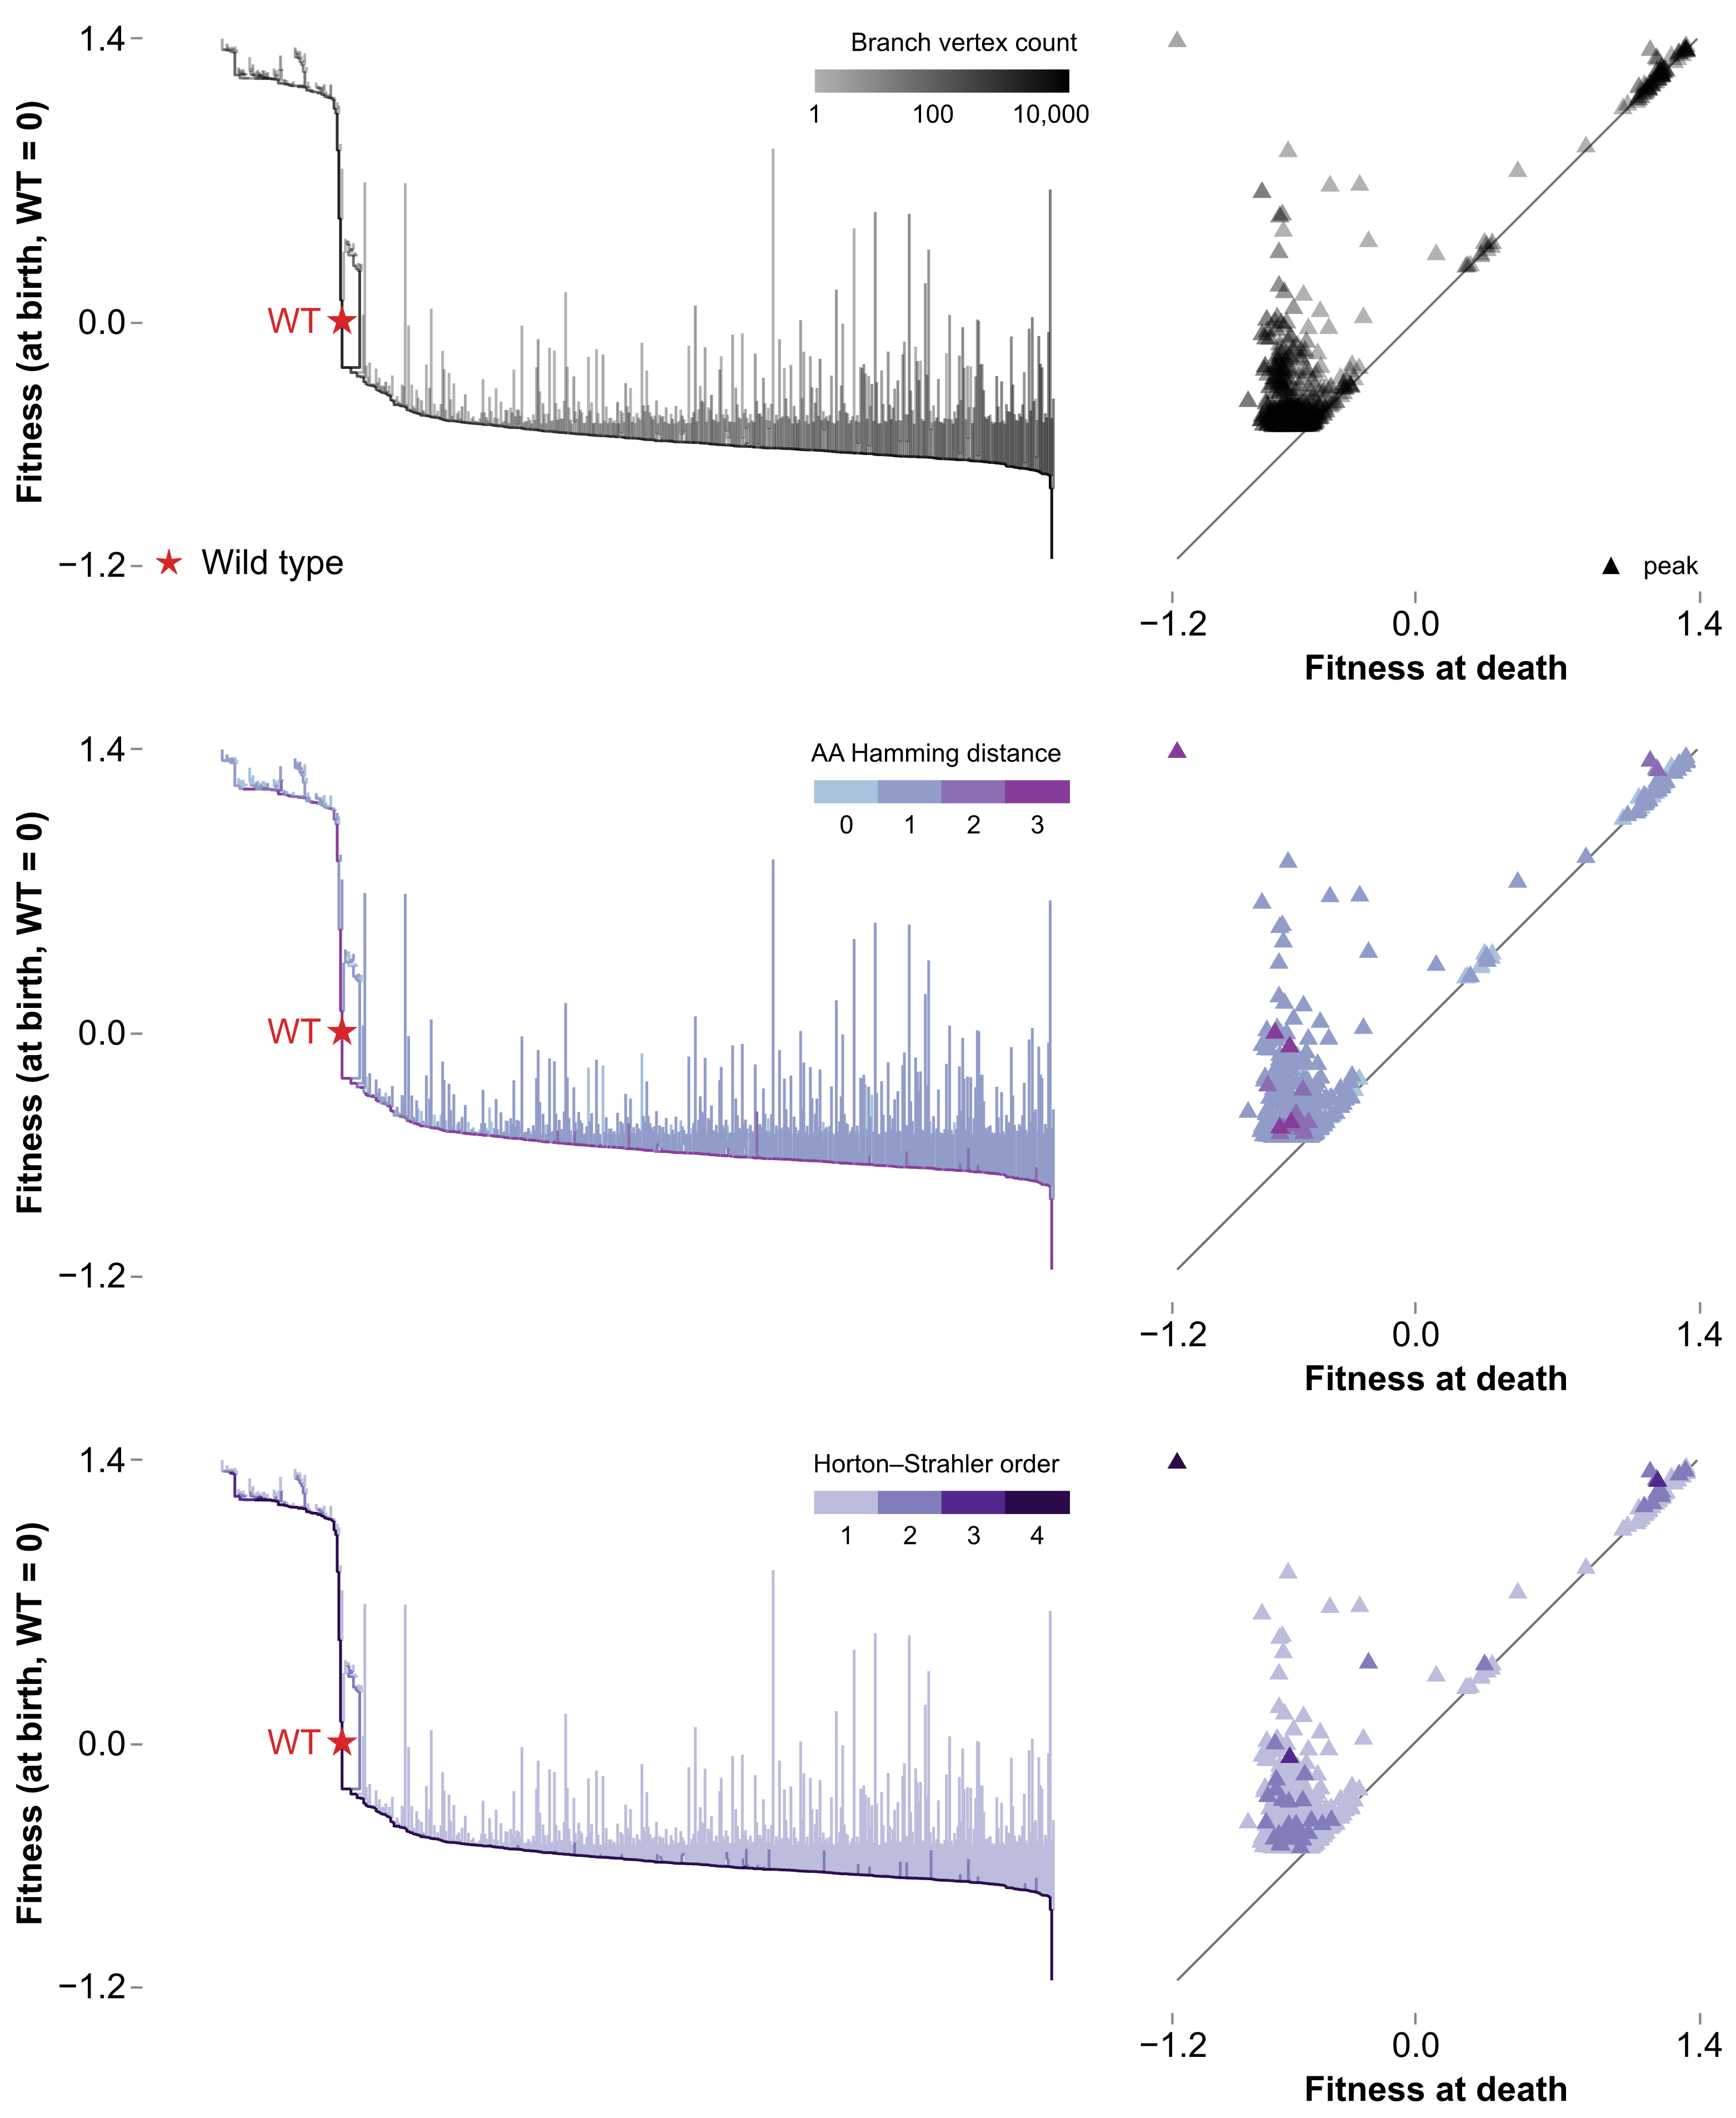 Fitness (at birth, WT = 0)
1.4
0.0
−1.2
WT
Wild type
Branch vertex count
1 100 10,000
peak
−1.2 0.0 1.4
Fitness at death
Fitness (at birth, WT = 0)
1.4
0.0
−1.2
WT
AA Hamming distance
0 1 2 3
−1.2 0.0 1.4
Fitness at death
Fitness (at birth, WT = 0)
1.4
0.0
−1.2
WT
Horton–Strahler order
1 2 3 4
−1.2 0.0 1.4
Fitness at death